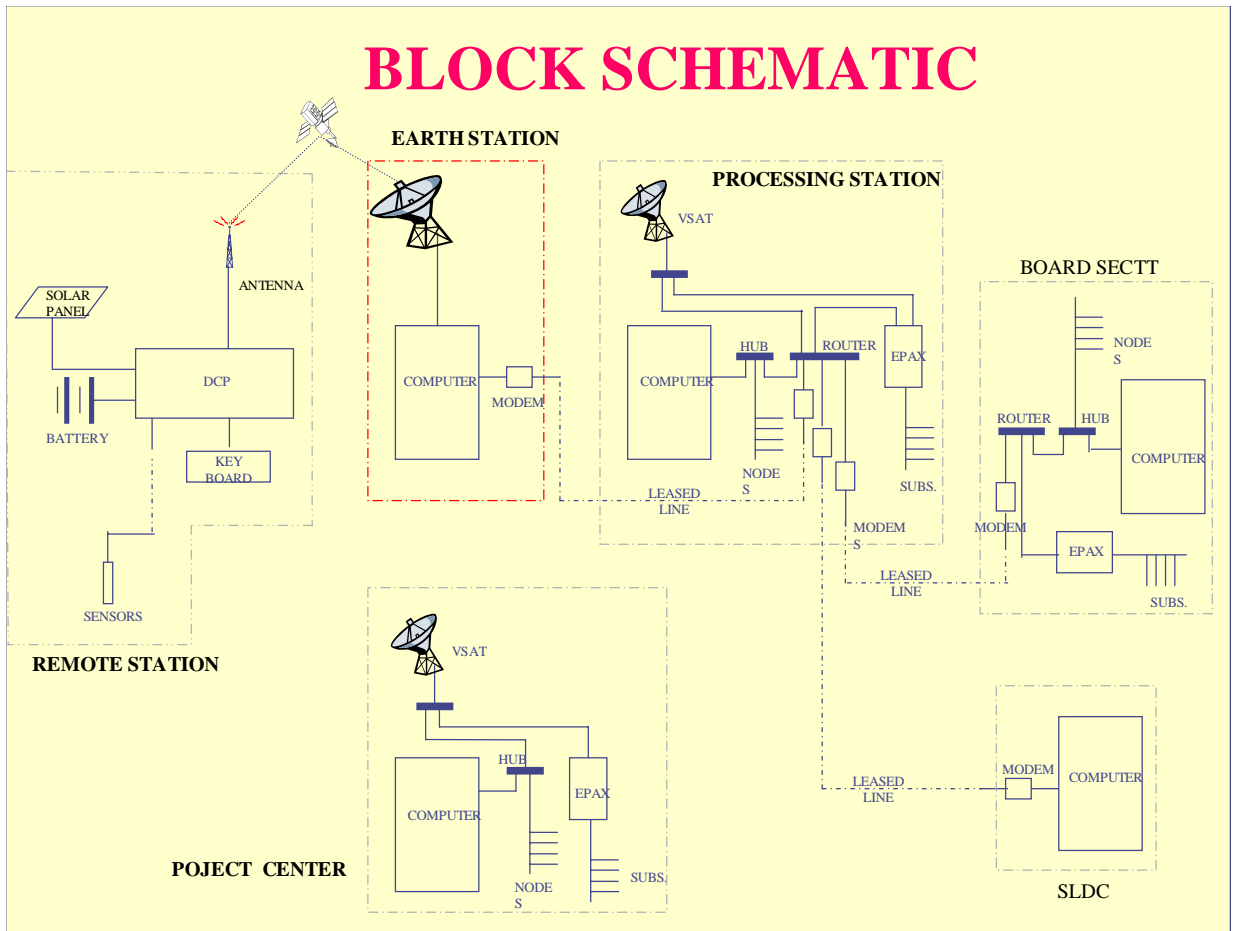 BLOCK SCHEMATIC
EARTH STATION
PROCESSING STATION
VSAT
BOARD SECTT
SOLAR
PANEL
ANTENNA
NODE
S
HUB
ROUTER
EPAX
DCP
COMPUTER
MODEM
COMPUTER
BATTERY
KEY
BOARD
ROUTER
HUB
COMPUTER
NODE
S
SUBS.
LEASED
LINE
MODEM
S
MODEM
EPAX
LEASED
LINE
SUBS.
SENSORS
REMOTE STATION
VSAT
HUB
COMPUTER
EPAX
LEASED
LINE
MODEM
COMPUTER
POJECT CENTER
NODE
S
SUBS.
SLDC